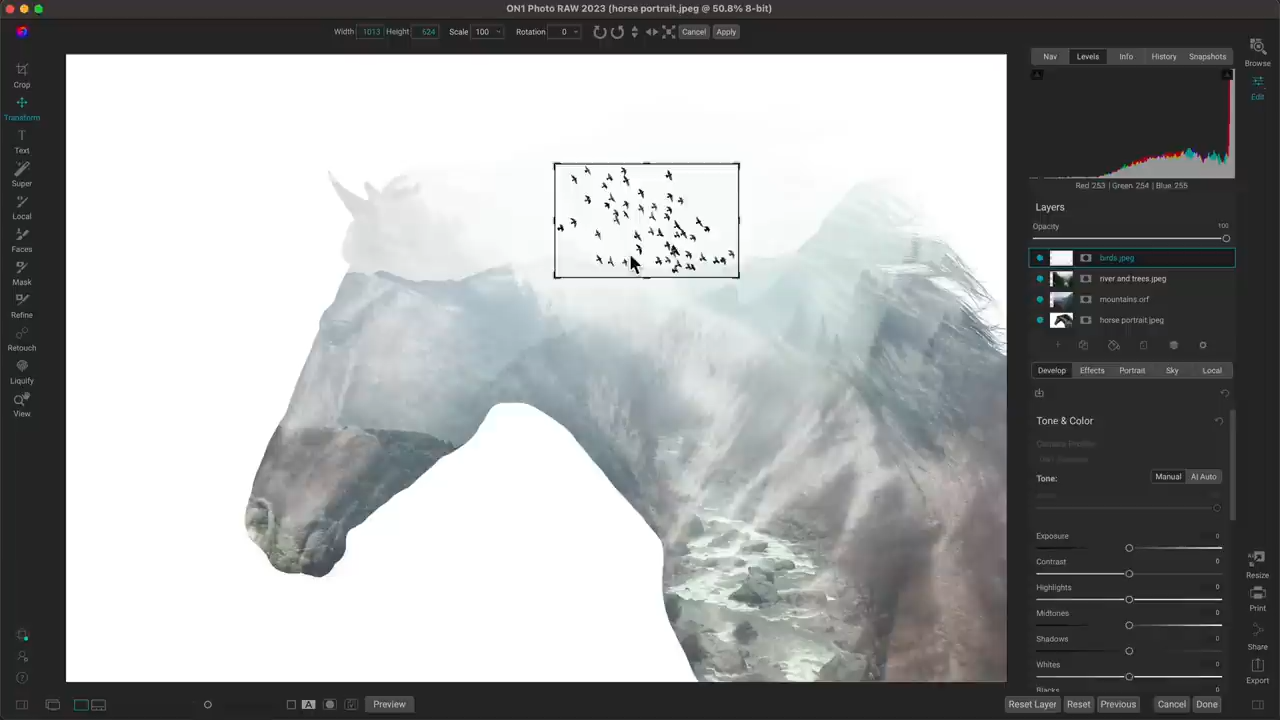 ON1 Photo RAW 2023 (horse portrait.jpeg @ 50.8% 8-bit)
Width 1013 Height 624 Scale 100 Rotation 0 Cancel Apply
Crop
Transform
Text
Super
Local
Faces
Mask
Refine
Retouch
Liquify
View
Nav Levels Info History Snapshots
Browse
Edit
Red 253 | Green 254 | Blue 255
Layers
Opacity 100
birds.jpeg
river and trees.jpeg
mountains.orf
horse portrait.jpeg
Develop Effects Portrait Sky Local
Tone & Color
Camera Profile
Tone: Manual AI Auto
Exposure 0
Contrast 0
Highlights 0
Midtones 0
Shadows 0
Whites 0
Blacks
Resize
Print
Share
Export
A Preview Reset Layer Reset Previous Cancel Done